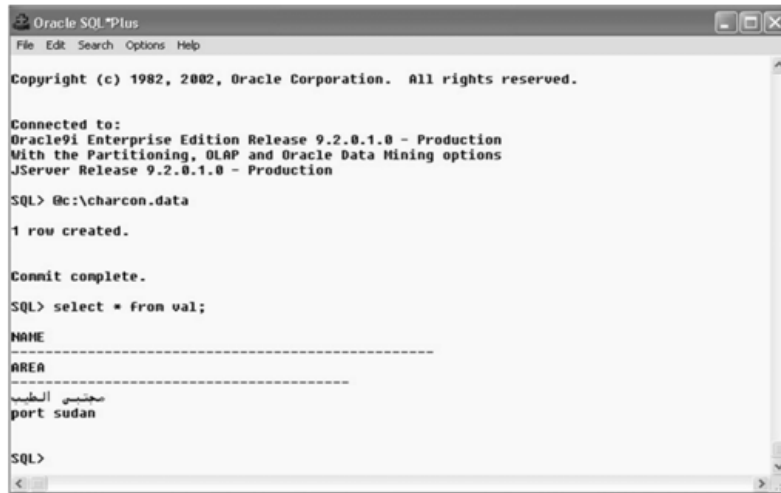 Oracle SQL*Plus
File Edit Search Options Help
Copyright (c) 1982, 2002, Oracle Corporation. All rights reserved.
Connected to:
Oracle9i Enterprise Edition Release 9.2.0.1.0 - Production
With the Partitioning, OLAP and Oracle Data Mining options
JServer Release 9.2.0.1.0 - Production
SQL> @c:\charcon.data
1 row created.
Commit complete.
SQL> select * from val;
NAME
--------------------------------------------------
AREA
----------------------------------------
مجتبى الطيب
port sudan
SQL>